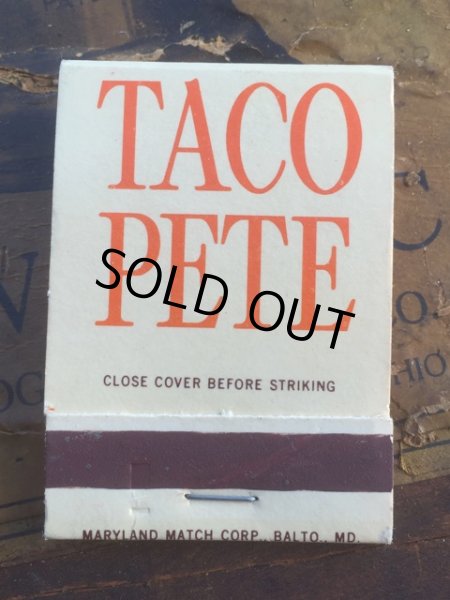 TACO
PETE
SOLD OUT
CLOSE COVER BEFORE STRIKING
MARYLAND MATCH CORP., BALTO., MD.